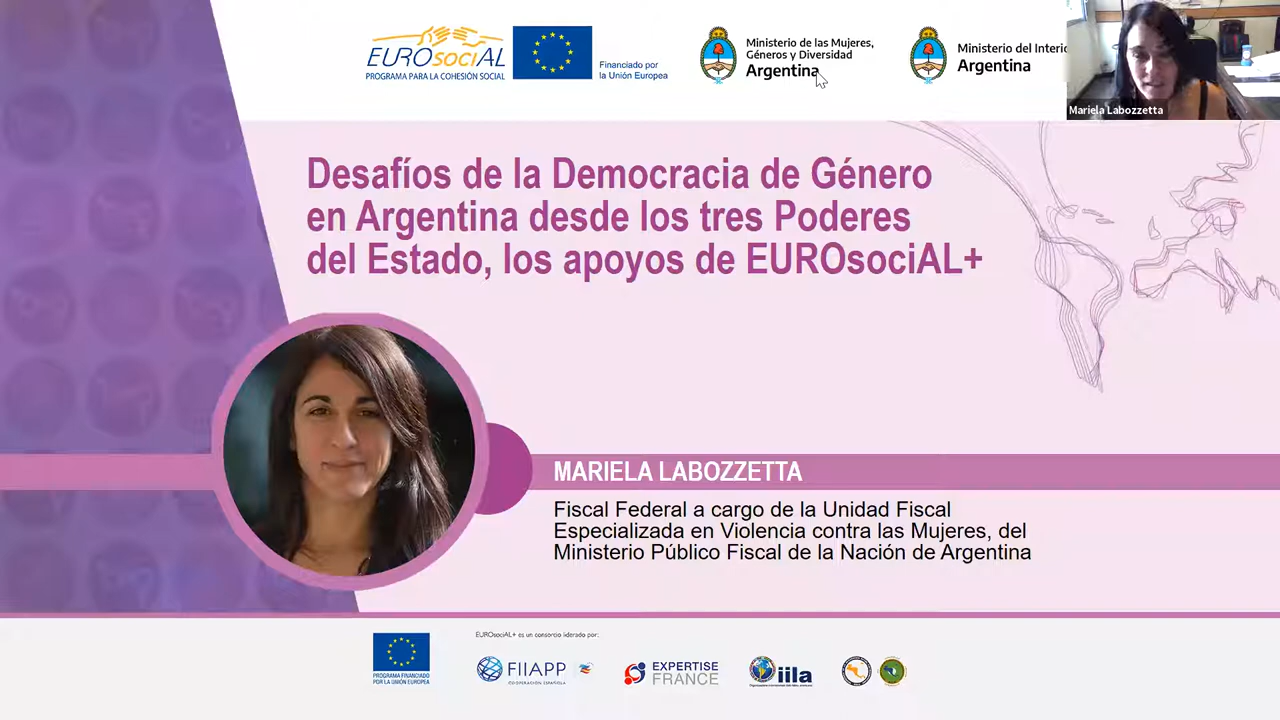 EUROsociAL
PROGRAMA PARA LA COHESIÓN SOCIAL
Financiado por
la Unión Europea
Ministerio de las Mujeres,
Géneros y Diversidad
Argentina
Ministerio del Interio
Argentina
Mariela Labozzetta
Desafíos de la Democracia de Género
en Argentina desde los tres Poderes
del Estado, los apoyos de EUROsociAL+
MARIELA LABOZZETTA
Fiscal Federal a cargo de la Unidad Fiscal
Especializada en Violencia contra las Mujeres, del
Ministerio Público Fiscal de la Nación de Argentina
EUROsociAL+ es un consorcio liderado por:
PROGRAMA FINANCIADO
POR LA UNIÓN EUROPEA
FIIAPP
COOPERACIÓN ESPAÑOLA
EXPERTISE
FRANCE
iila